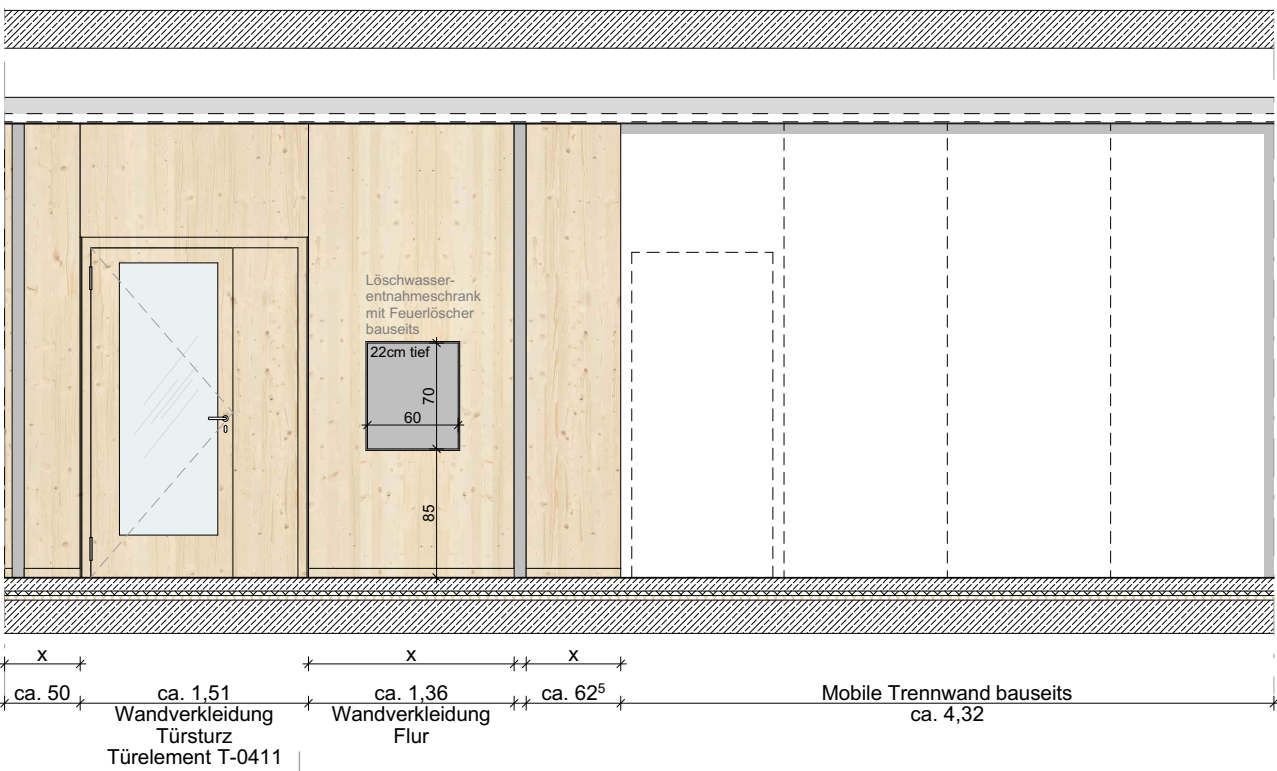 Löschwasser-
entnahmeschrank
mit Feuerlöscher
bauseits
22cm tief
70
60
85
x
x
x
ca. 50
ca. 1,51
ca. 1,36
ca. 62⁵
Mobile Trennwand bauseits
Wandverkleidung
Wandverkleidung
ca. 4,32
Türsturz
Flur
Türelement T-0411